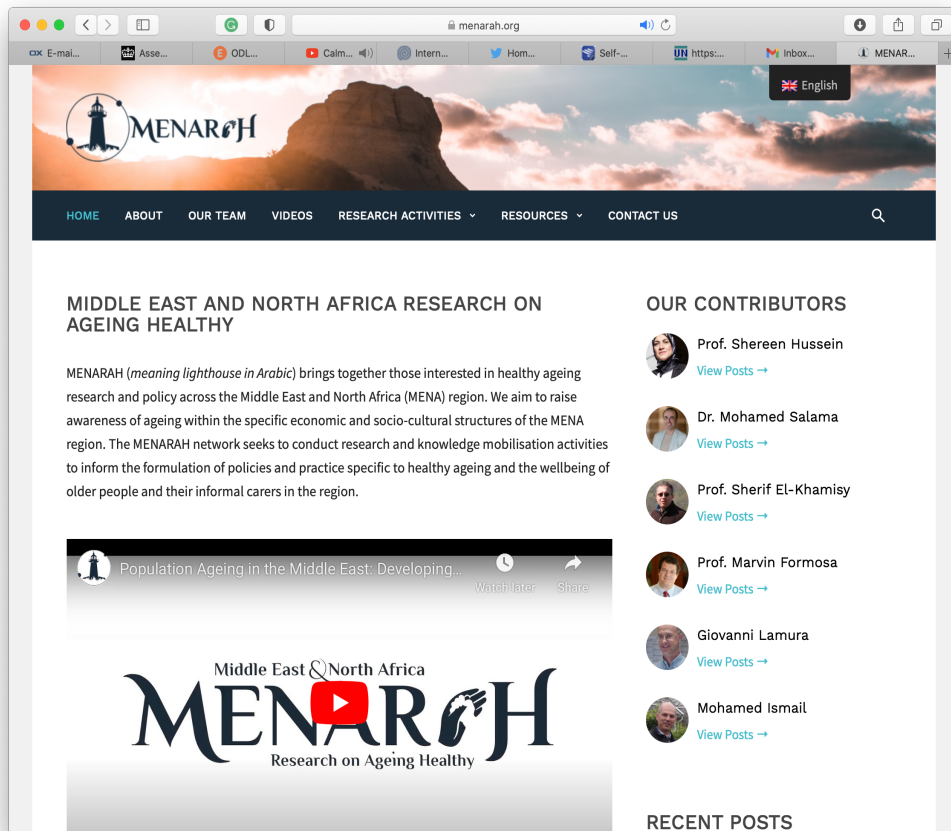 menarah.org
E-mai...
Asse...
ODL...
Calm...
Intern...
Hom...
Self-...
UN https:...
Inbox...
MENAR...
English
MENARAH
HOME
ABOUT
OUR TEAM
VIDEOS
RESEARCH ACTIVITIES
RESOURCES
CONTACT US
MIDDLE EAST AND NORTH AFRICA RESEARCH ON
AGEING HEALTHY
MENARAH (meaning lighthouse in Arabic) brings together those interested in healthy ageing
research and policy across the Middle East and North Africa (MENA) region. We aim to raise
awareness of ageing within the specific economic and socio-cultural structures of the MENA
region. The MENARAH network seeks to conduct research and knowledge mobilisation activities
to inform the formulation of policies and practice specific to healthy ageing and the wellbeing of
older people and their informal carers in the region.
Population Ageing in the Middle East: Developing...
Watch later
Share
Middle East & North Africa
MENARAH
Research on Ageing Healthy
OUR CONTRIBUTORS
Prof. Shereen Hussein
View Posts →
Dr. Mohamed Salama
View Posts →
Prof. Sherif El-Khamisy
View Posts →
Prof. Marvin Formosa
View Posts →
Giovanni Lamura
View Posts →
Mohamed Ismail
View Posts →
RECENT POSTS